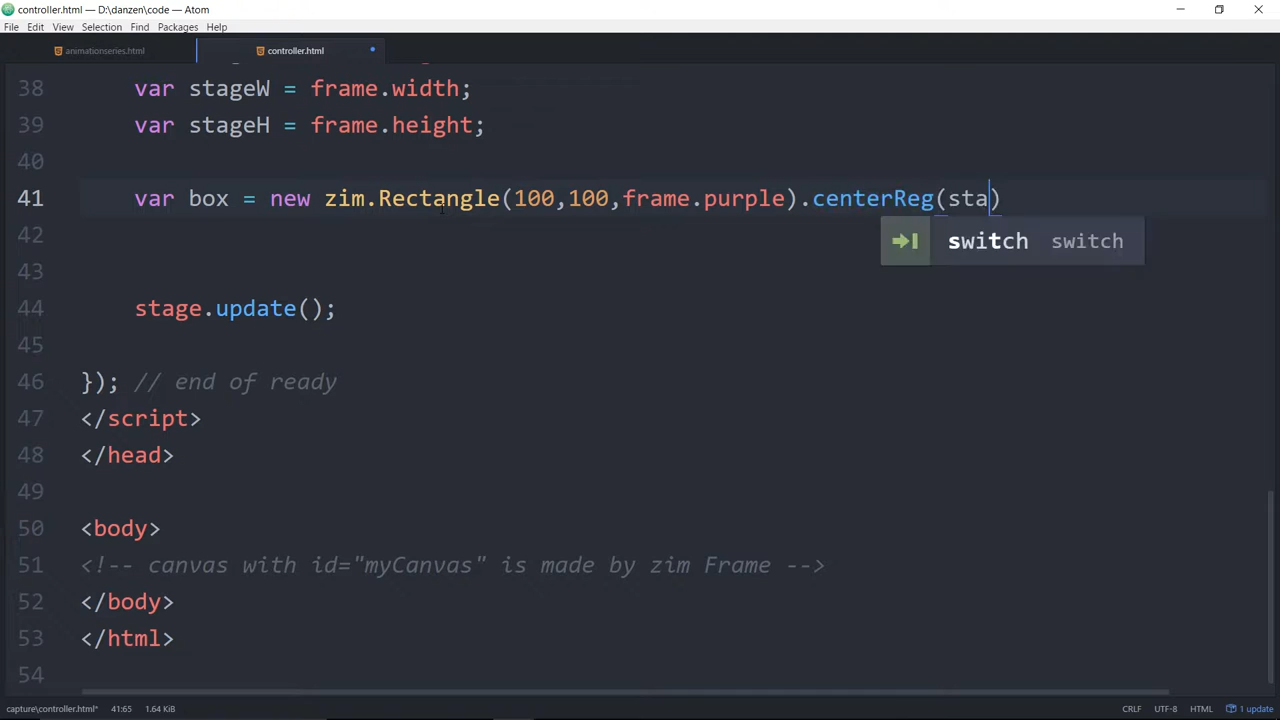 controller.html — D:\danzen\code — Atom
File Edit View Selection Find Packages Help
animationseries.html controller.html
38 var stageW = frame.width;
39 var stageH = frame.height;
40
41 var box = new zim.Rectangle(100,100,frame.purple).centerReg(sta)
switch switch
42
43
44 stage.update();
45
46 }); // end of ready
47 </script>
48 </head>
49
50 <body>
51 <!-- canvas with id="myCanvas" is made by zim Frame -->
52 </body>
53 </html>
54
capture\controller.html* 41:65 1.64 KiB CRLF UTF-8 HTML 1 update